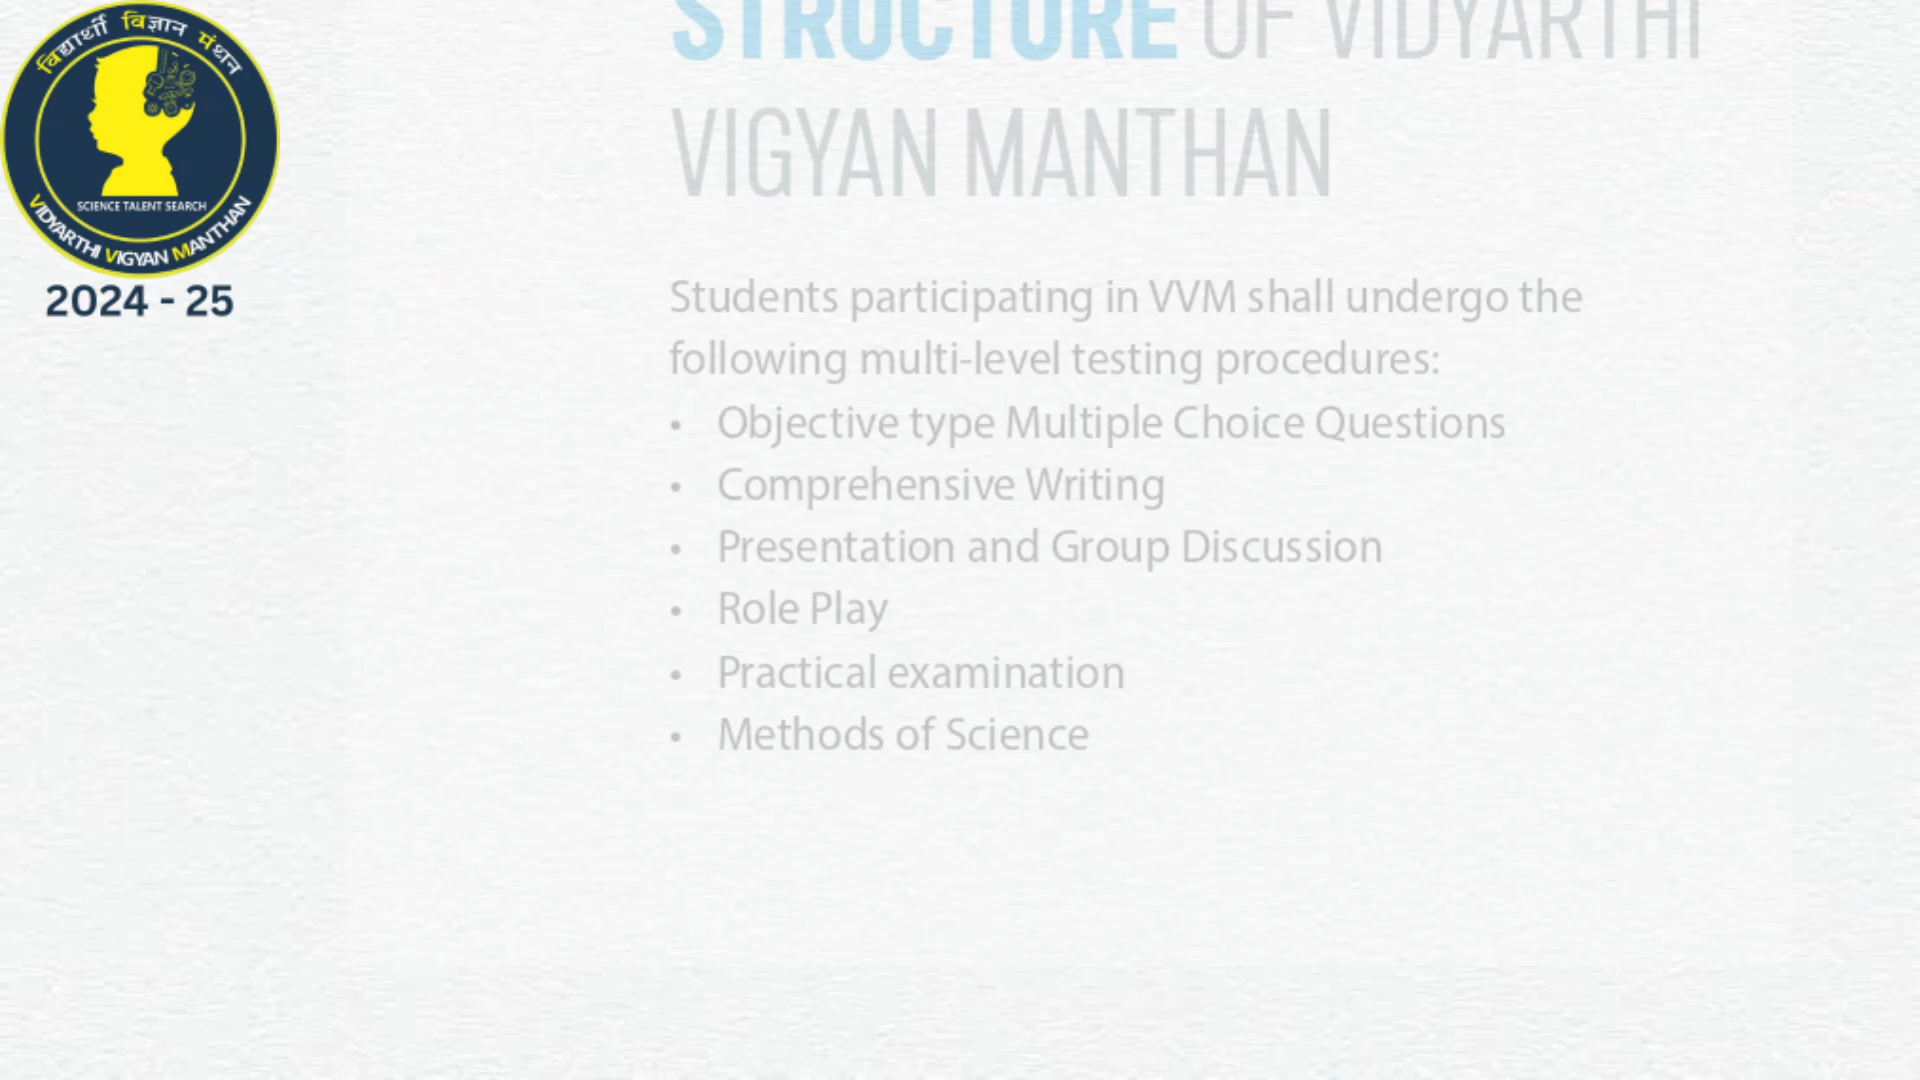 विद्यार्थी विज्ञान मंथन
SCIENCE TALENT SEARCH
VIDYARTHI VIGYAN MANTHAN
2024 - 25
STRUCTURE OF VIDYARTHI
VIGYAN MANTHAN
Students participating in VVM shall undergo the
following multi-level testing procedures:
• Objective type Multiple Choice Questions
• Comprehensive Writing
• Presentation and Group Discussion
• Role Play
• Practical examination
• Methods of Science